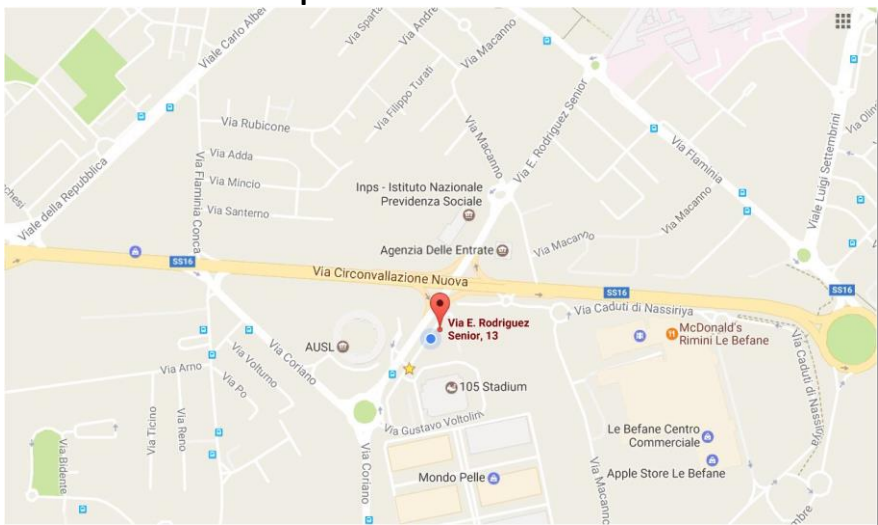 Viale Carlo Alber
Via Sparta
Via Andre
Via Macanno
Via Filippo Turati
Via Rubicone
Via Macanno
Via E. Rodriguez Senior
Via Flaminia
Viale Luigi Settembrini
Via Olin
Via Adda
Via Mincio
Via Santerno
Via Flaminia Conca
Viale della Repubblica
chesi
Inps - Istituto Nazionale
Previdenza Sociale
Agenzia Delle Entrate
Via Macanno
Via Macanno
SS16
Via Circonvallazione Nuova
SS16
SS16
Via E. Rodriguez
Senior, 13
Via Caduti di Nassiriya
McDonald's
Rimini Le Befane
AUSL
Via Arno
Via Volturno
Via Coriano
Via Po
105 Stadium
Via Caduti di Nassiriya
Via Ticino
Via Reno
Via Gustavo Voltolin
Le Befane Centro
Commerciale
Via Bidente
Via Coriano
Mondo Pelle
Via Macanno
Apple Store Le Befane
mbre